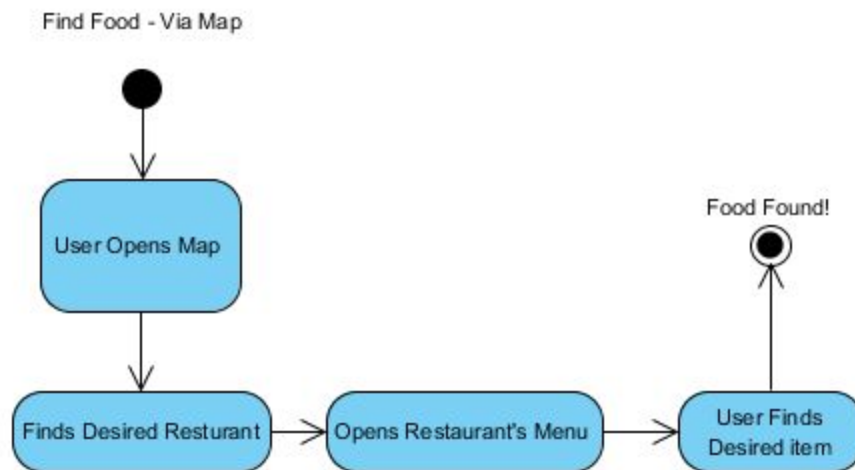 Find Food - Via Map
User Opens Map
Food Found!
Finds Desired Resturant
Opens Restaurant's Menu
User Finds
Desired item